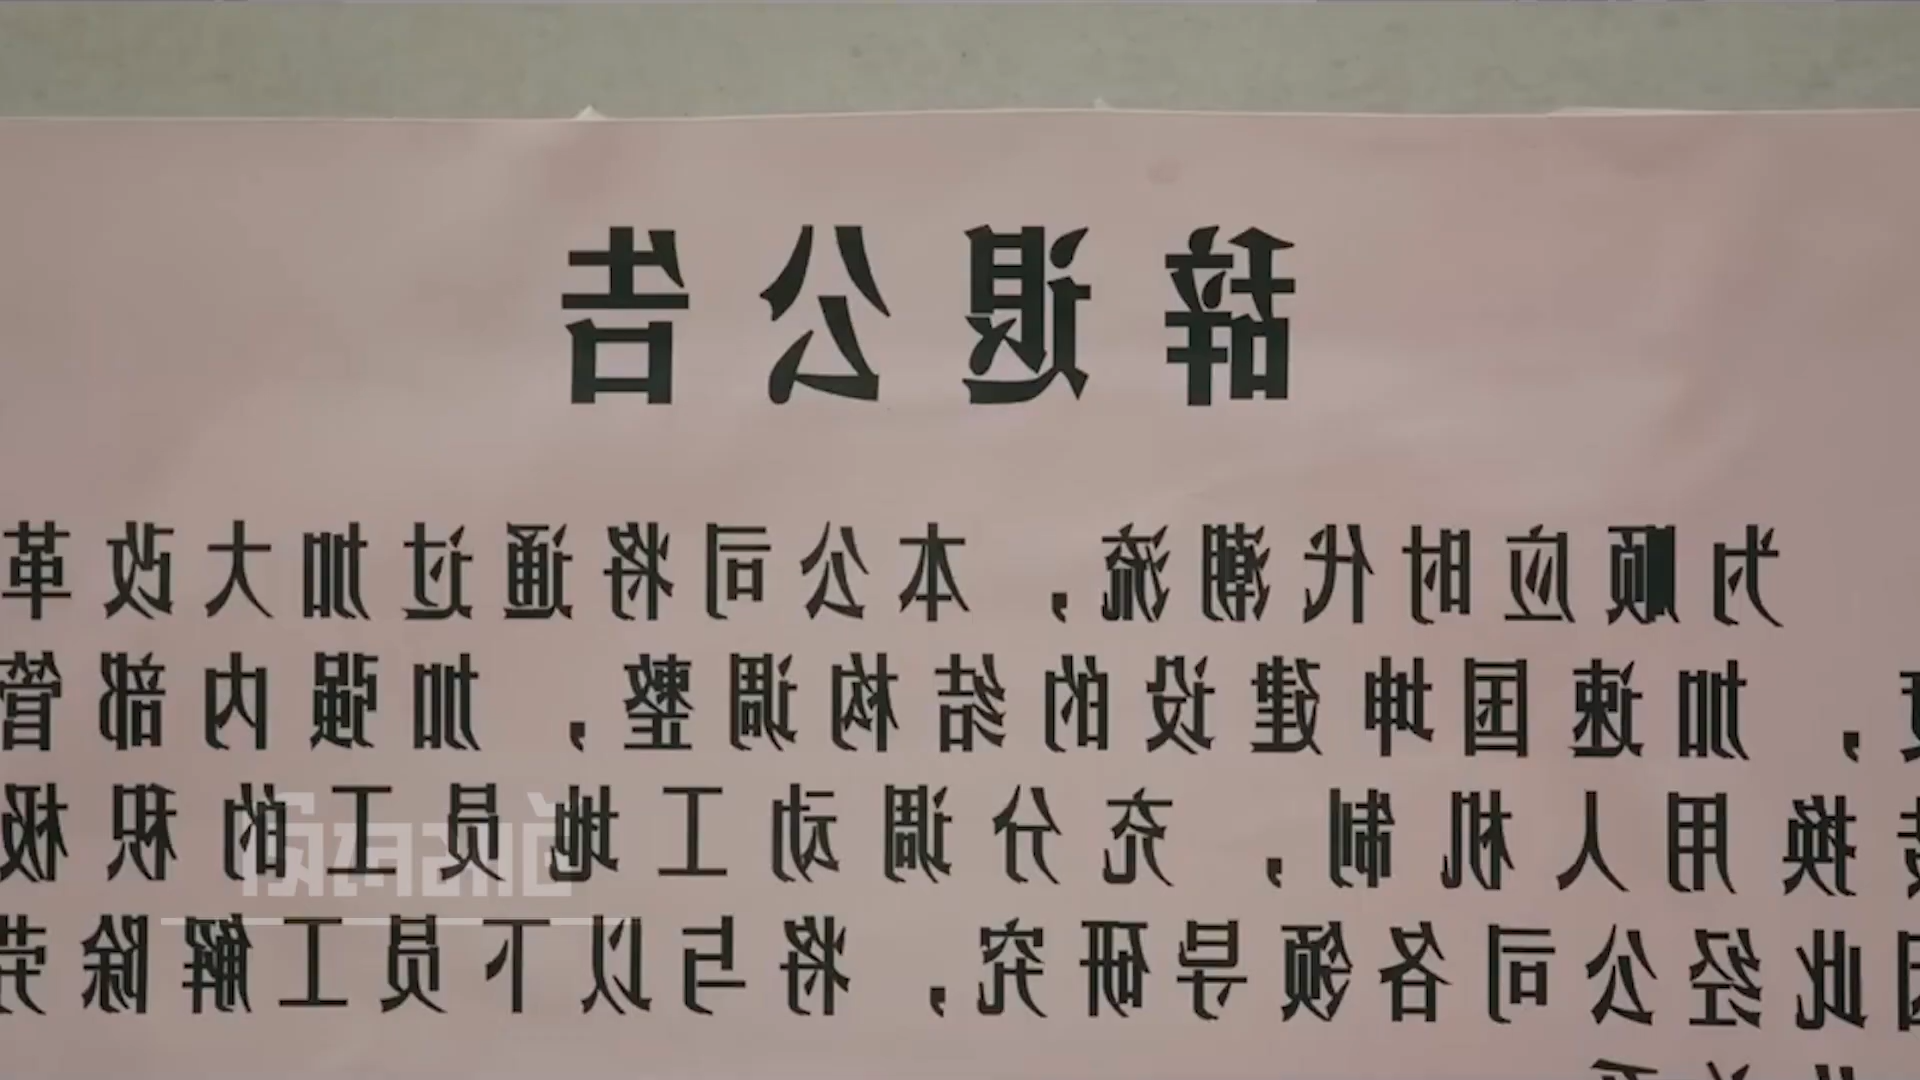 辞退公告
为顺应时代潮流，本公司将通过加大改革
度，加速国坤建设的结构调整，加强内部管
转换用人机制，充分调动工地员工的积极
因此经公司各领导研究，将与以下员工解除劳